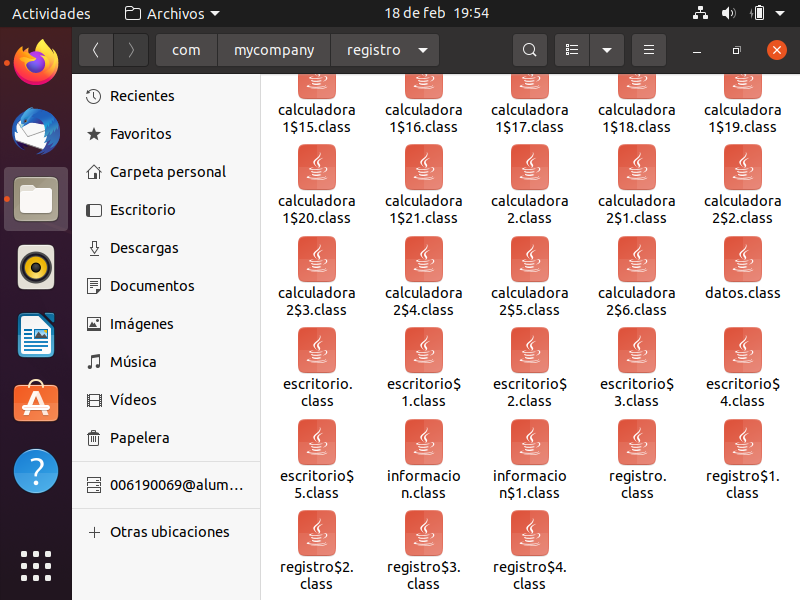 Actividades
Archivos
18 de feb 19:54
com
mycompany
registro
Recientes
Favoritos
Carpeta personal
Escritorio
Descargas
Documentos
Imágenes
Música
Vídeos
Papelera
006190069@alum...
Otras ubicaciones
calculadora
1$15.class
calculadora
1$16.class
calculadora
1$17.class
calculadora
1$18.class
calculadora
1$19.class
calculadora
1$20.class
calculadora
1$21.class
calculadora
2.class
calculadora
2$1.class
calculadora
2$2.class
calculadora
2$3.class
calculadora
2$4.class
calculadora
2$5.class
calculadora
2$6.class
datos.class
escritorio.
class
escritorio$
1.class
escritorio$
2.class
escritorio$
3.class
escritorio$
4.class
escritorio$
5.class
informacio
n.class
informacio
n$1.class
registro.
class
registro$1.
class
registro$2.
class
registro$3.
class
registro$4.
class